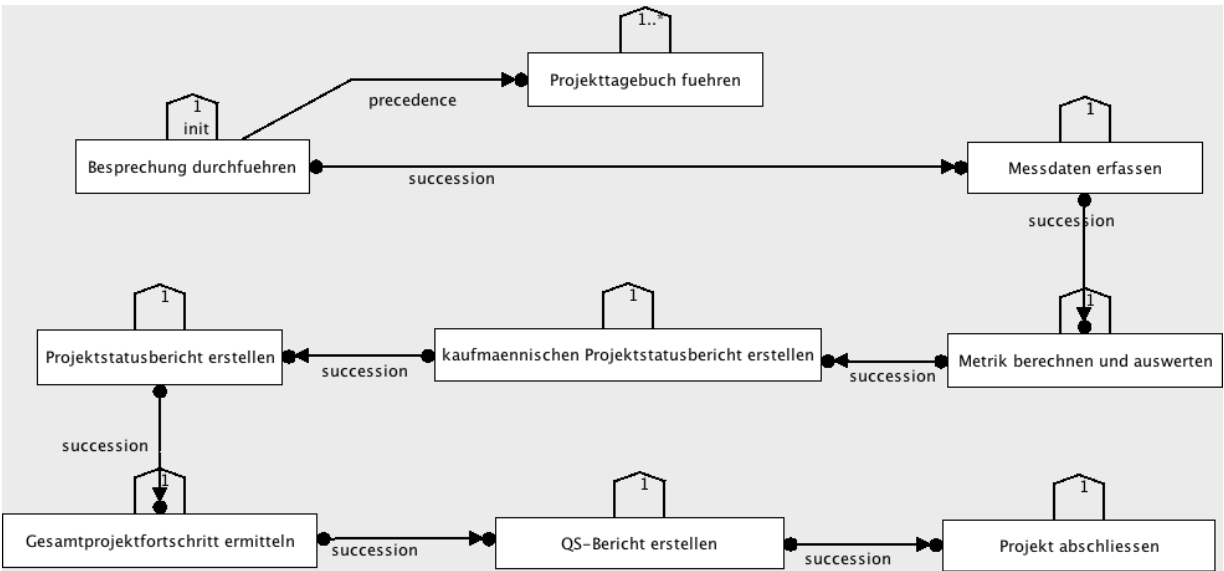 1..*
Projekttagebuch fuehren
precedence
1
init
Besprechung durchfuehren
succession
1
Messdaten erfassen
succession
1
Projektstatusbericht erstellen
succession
1
kaufmaennischen Projektstatusbericht erstellen
succession
1
Metrik berechnen und auswerten
succession
1
Gesamtprojektfortschritt ermitteln
succession
1
QS-Bericht erstellen
succession
1
Projekt abschliessen